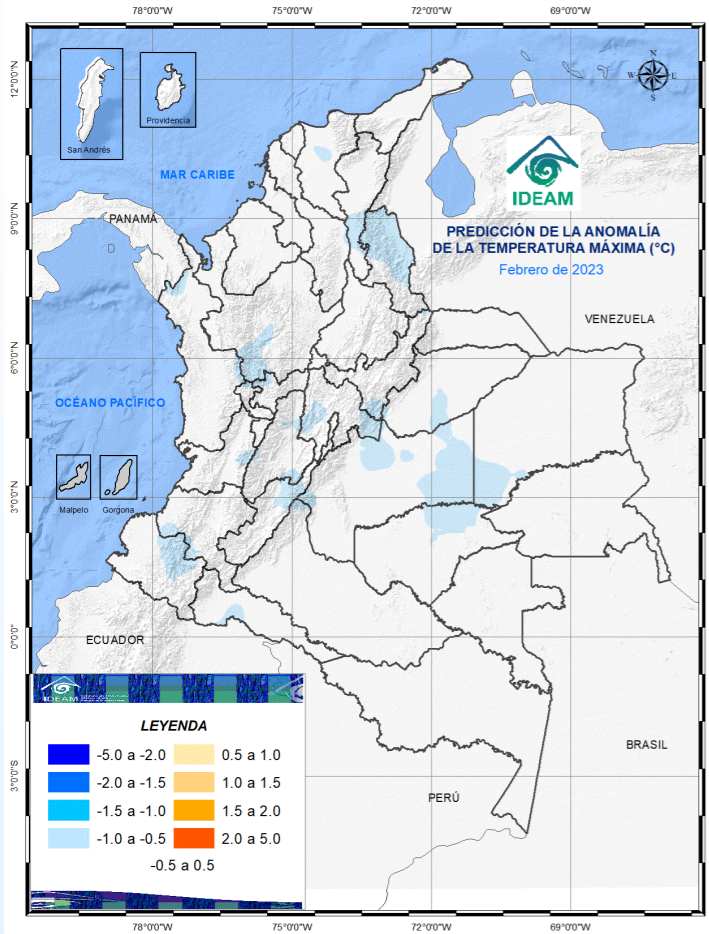 78°0'0"W 75°0'0"W 72°0'0"W 69°0'0"W
12°0'0"N
N
W E
S
San Andrés
Providencia
IDEAM
MAR CARIBE
9°0'0"N
PANAMÁ
PREDICCIÓN DE LA ANOMALÍA
DE LA TEMPERATURA MÁXIMA (°C)
Febrero de 2023
VENEZUELA
6°0'0"N
OCÉANO PACÍFICO
3°0'0"N
Malpelo
Gorgona
0°0'0"
ECUADOR
IDEAM
LEYENDA
-5.0 a -2.0 0.5 a 1.0
-2.0 a -1.5 1.0 a 1.5
-1.5 a -1.0 1.5 a 2.0
-1.0 a -0.5 2.0 a 5.0
-0.5 a 0.5
BRASIL
3°0'0"S
PERÚ
78°0'0"W 75°0'0"W 72°0'0"W 69°0'0"W